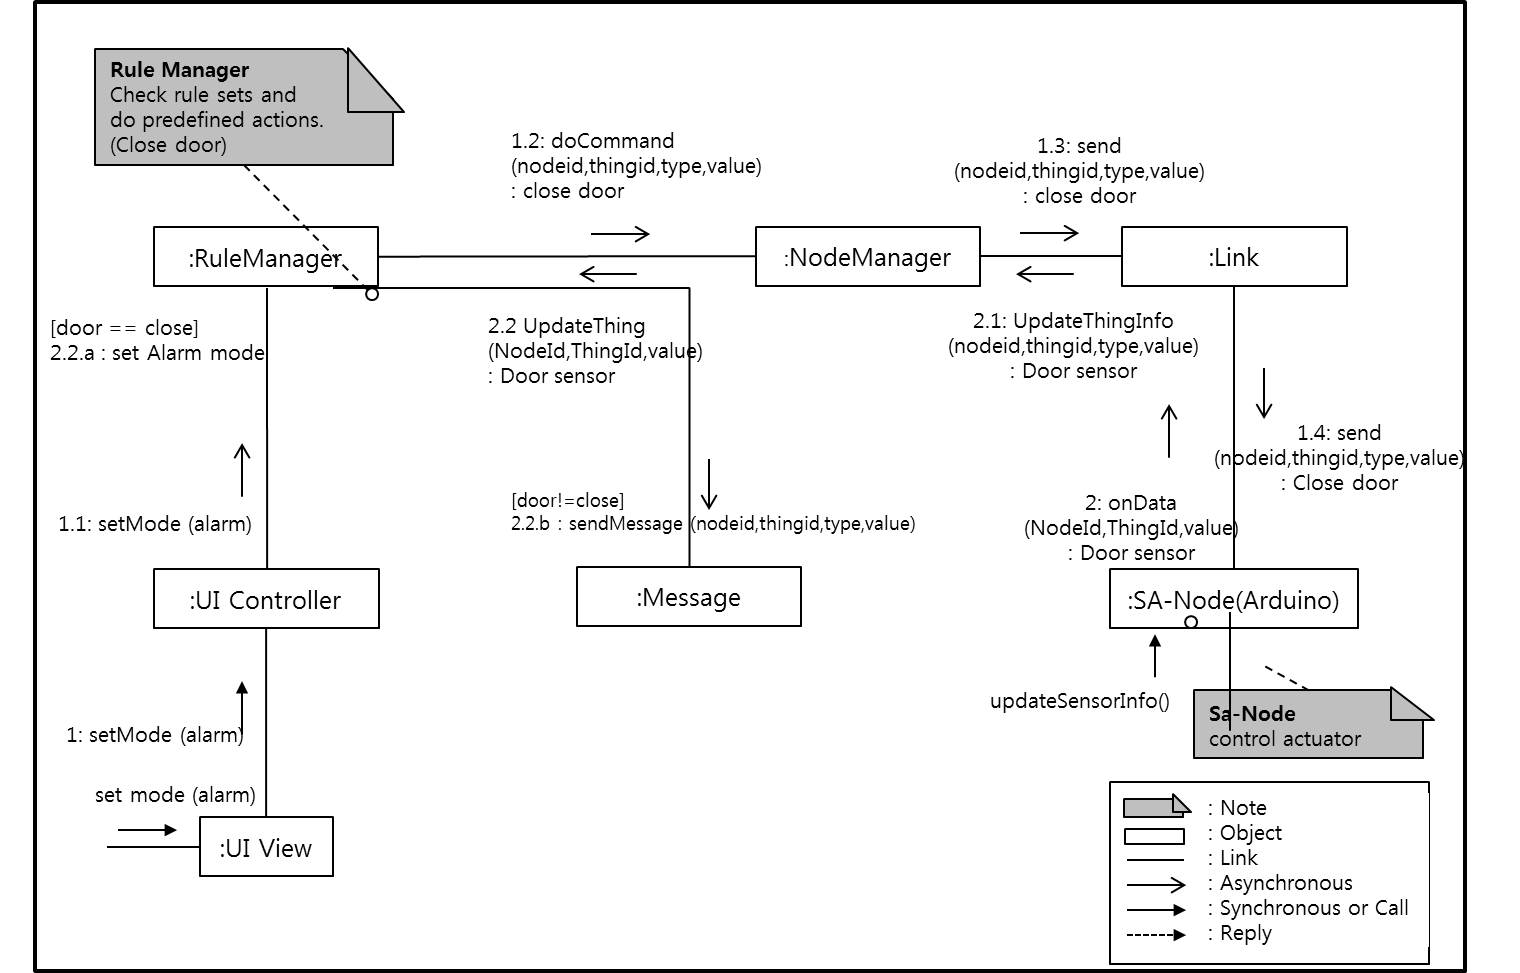 Rule Manager
Check rule sets and
do predefined actions.
(Close door)
1.2: doCommand
(nodeid,thingid,type,value)
: close door
1.3: send
(nodeid,thingid,type,value)
: close door
:RuleManager
:NodeManager
:Link
[door == close]
2.2.a : set Alarm mode
2.2 UpdateThing
(NodeId,ThingId,value)
: Door sensor
2.1: UpdateThingInfo
(nodeid,thingid,type,value)
: Door sensor
1.4: send
(nodeid,thingid,type,value)
: Close door
1.1: setMode (alarm)
[door!=close]
2.2.b : sendMessage (nodeid,thingid,type,value)
2: onData
(NodeId,ThingId,value)
: Door sensor
:UI Controller
:Message
:SA-Node(Arduino)
updateSensorInfo()
Sa-Node
control actuator
1: setMode (alarm)
set mode (alarm)
:UI View
: Note
: Object
: Link
: Asynchronous
: Synchronous or Call
: Reply